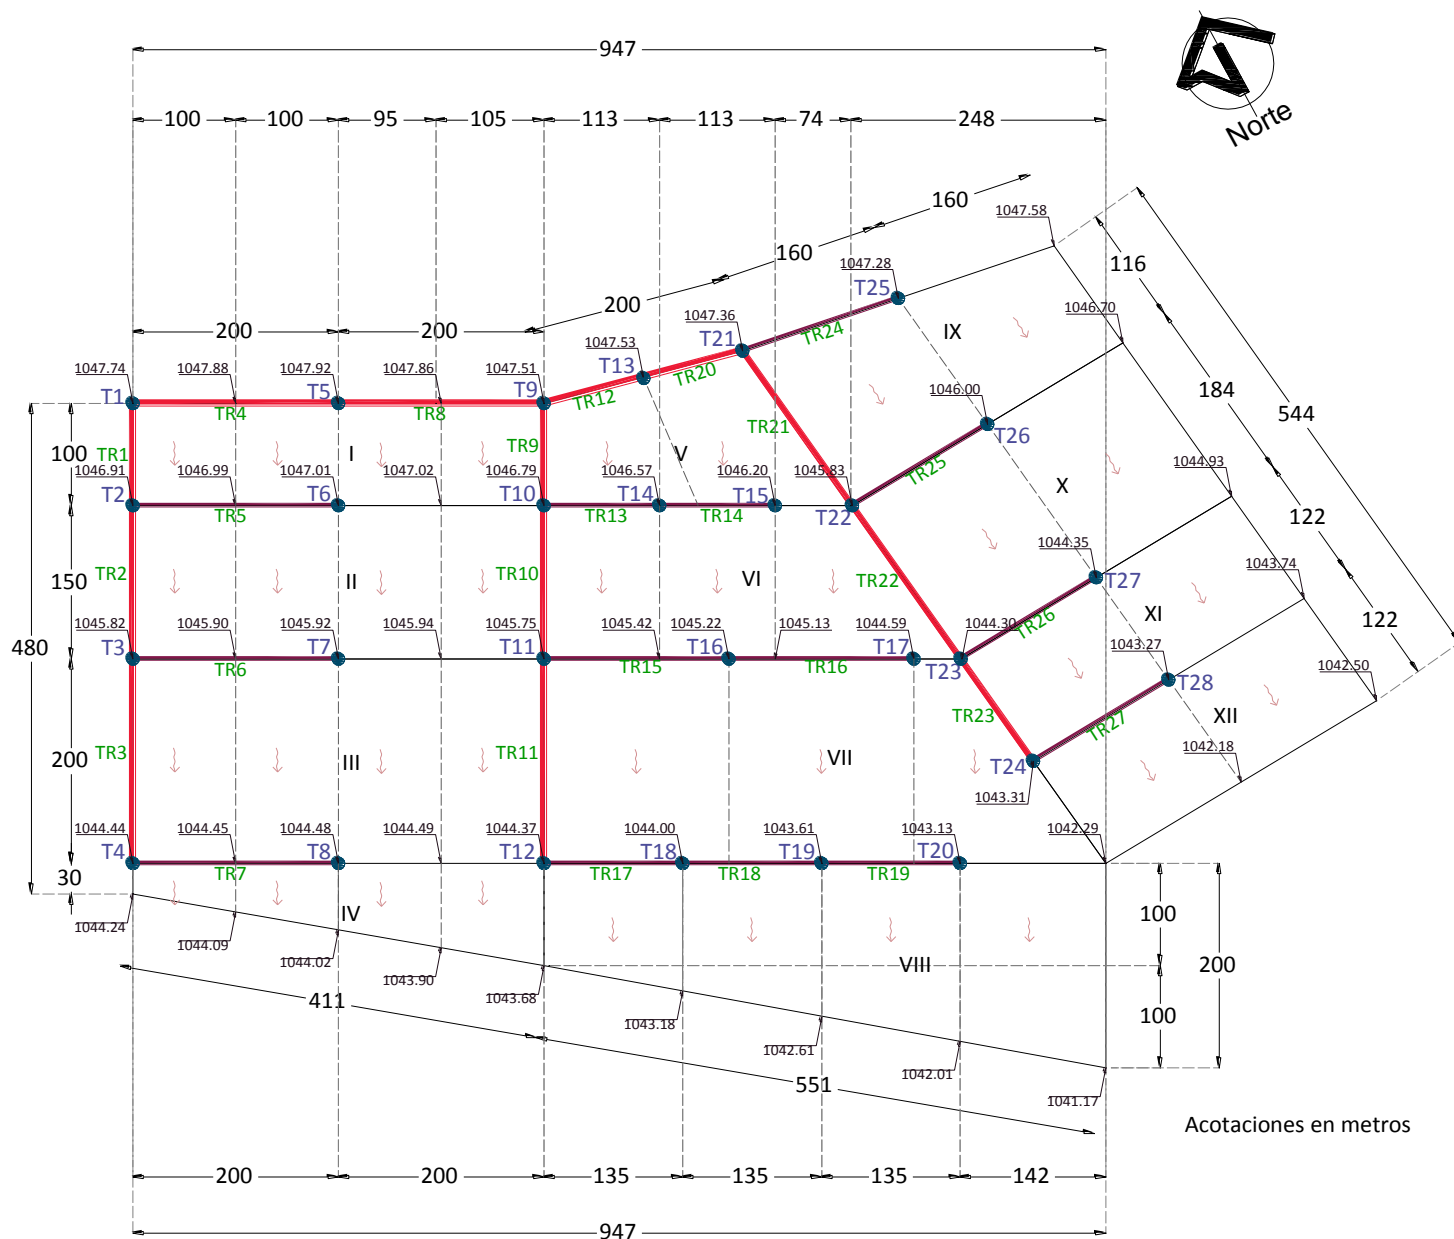 947
Norte
100 100 95 105 113 113 74 248
160
160
200
1047.58
116
1047.28
T25
IX
1046.70
200 200
1047.36
T21
TR24
184
544
1047.53
T13
TR20
1047.74 1047.88 1047.92 1047.86 1047.51
T1 T5 T9
TR4 TR8 TR12
1046.00
T26
TR21
100
TR1
I
TR9
V
TR25
X
1044.93
1046.91 1046.99 1047.01 1047.02 1046.79 1046.57 1046.20 1045.83
T2 T6 T10 T14 T15 T22
TR5 TR13 TR14
122
1044.35
T27
150
TR2
II
TR10
VI
TR22
1043.74
XI
122
1045.82 1045.90 1045.92 1045.94 1045.75 1045.42 1045.22 1045.13 1044.59 1044.30
T3 T7 T11 T16 T17 T23
TR6 TR15 TR16 TR26
480
1043.27
T28
1042.50
XII
TR23
TR27
200
TR3
III
TR11
VII
T24
1043.31
1042.18
1044.44 1044.45 1044.48 1044.49 1044.37 1044.00 1043.61 1043.13 1042.29
T4 T8 T12 T18 T19 T20
TR7 TR17 TR18 TR19
30
IV
100
1044.24
1044.09
1044.02
1043.90
1043.68
VIII
200
411
1043.18
1042.61
1042.01
100
551
1041.17
Acotaciones en metros
200 200 135 135 135 142
947